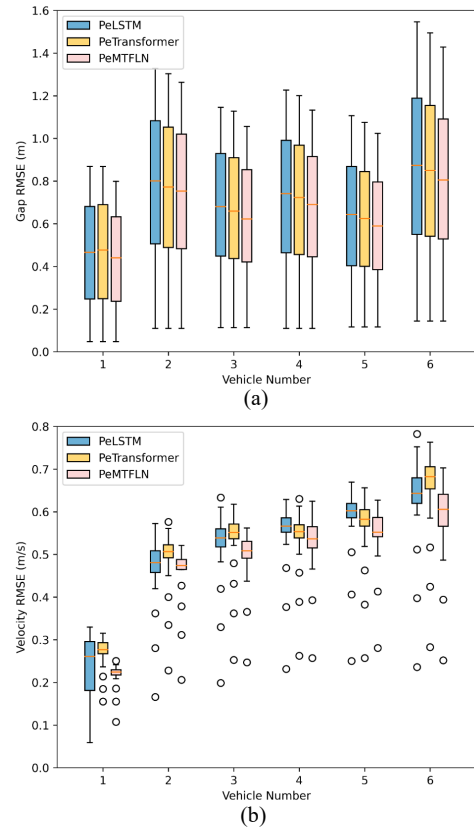 1.6
1.4
1.2
1.0
0.8
0.6
0.4
0.2
0.0
Gap RMSE (m)
PeLSTM
PeTransformer
PeMTFLN
1 2 3 4 5 6
Vehicle Number
(a)
0.8
0.7
0.6
0.5
0.4
0.3
0.2
0.1
0.0
Velocity RMSE (m/s)
PeLSTM
PeTransformer
PeMTFLN
1 2 3 4 5 6
Vehicle Number
(b)